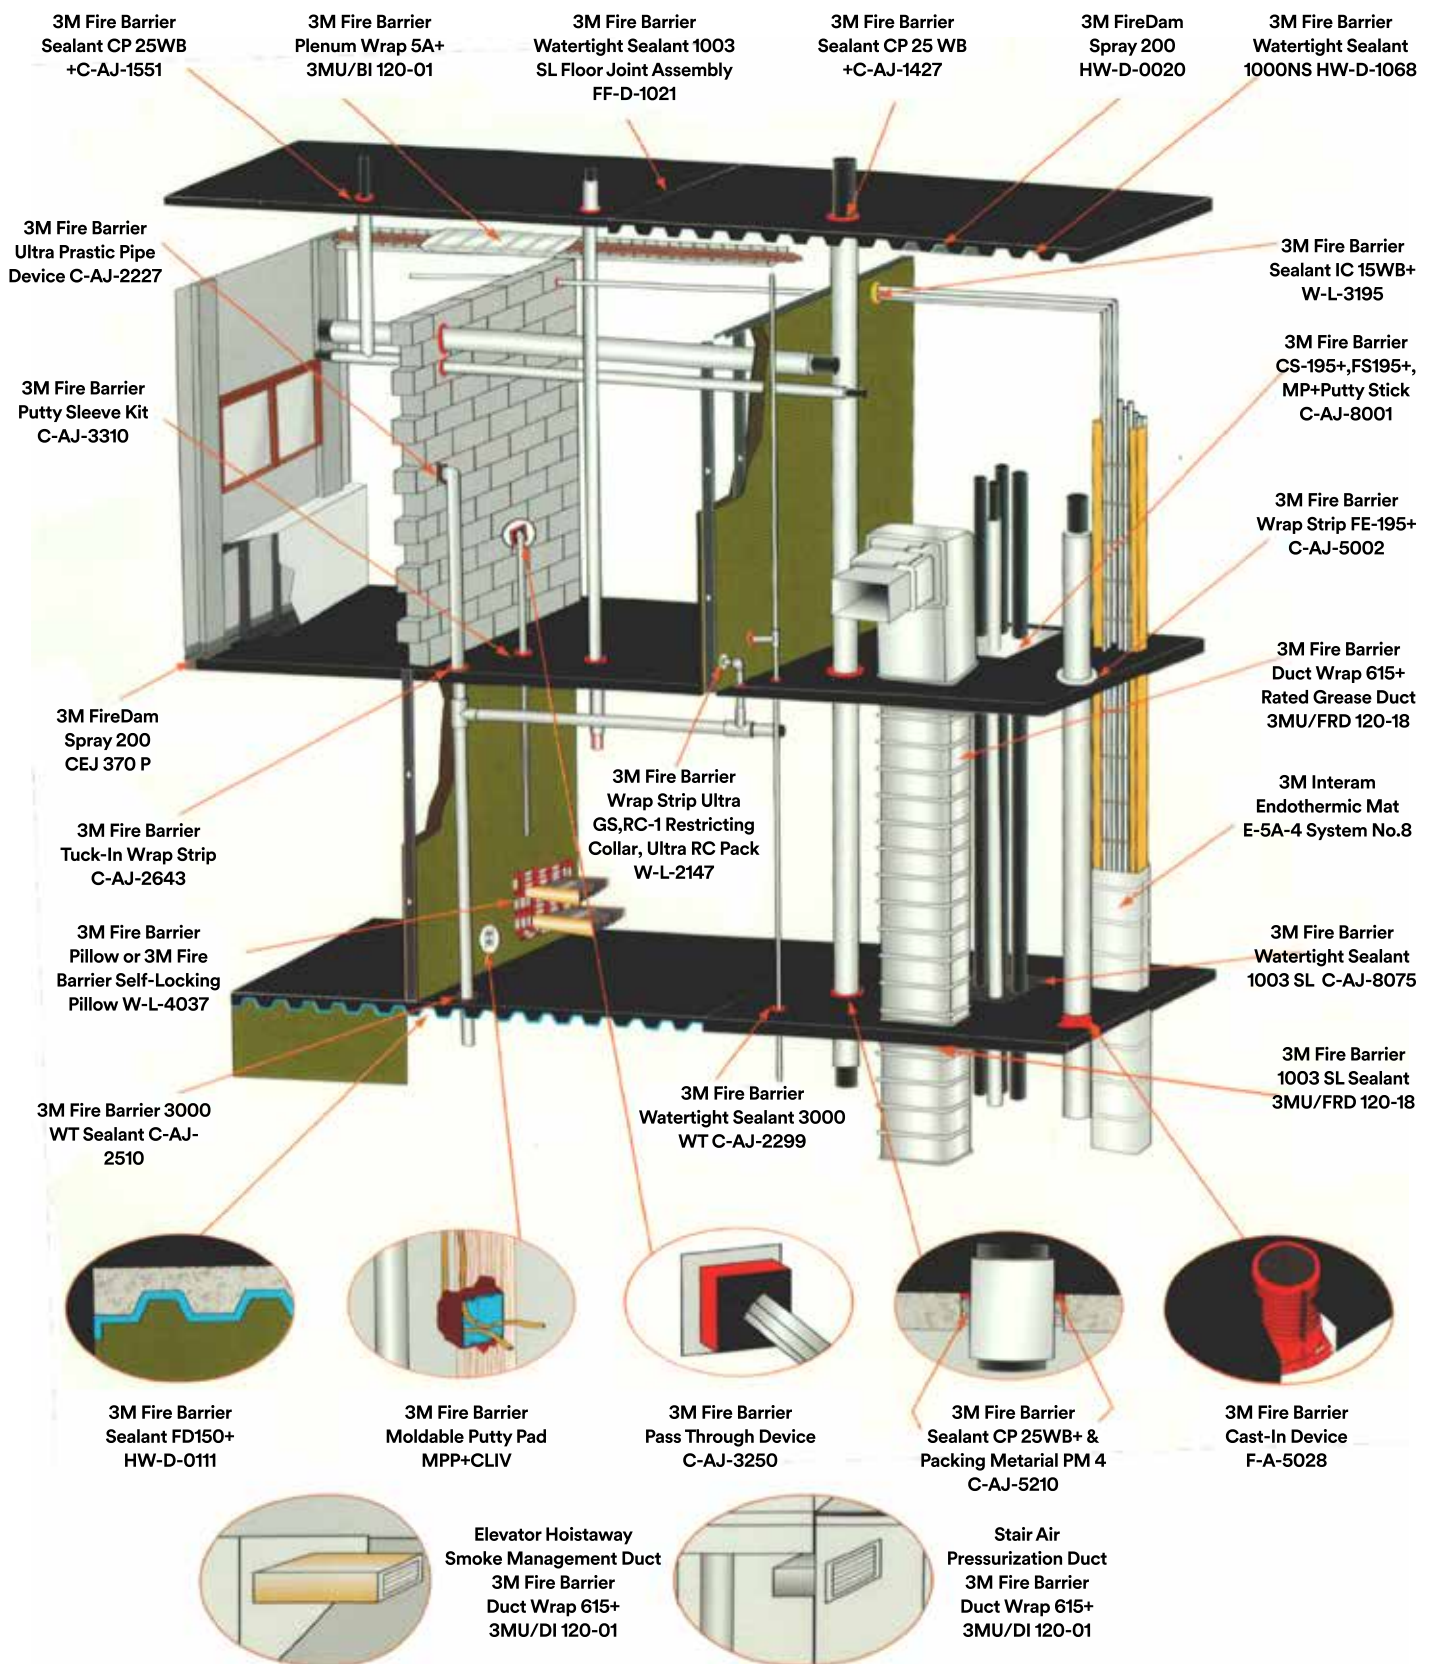 3M Fire Barrier
Sealant CP 25WB
+C-AJ-1551
3M Fire Barrier
Plenum Wrap 5A+
3MU/BI 120-01
3M Fire Barrier
Watertight Sealant 1003
SL Floor Joint Assembly
FF-D-1021
3M Fire Barrier
Sealant CP 25 WB
+C-AJ-1427
3M FireDam
Spray 200
HW-D-0020
3M Fire Barrier
Watertight Sealant
1000NS HW-D-1068
3M Fire Barrier
Ultra Prastic Pipe
Device C-AJ-2227
3M Fire Barrier
Sealant IC 15WB+
W-L-3195
3M Fire Barrier
CS-195+,FS195+,
MP+Putty Stick
C-AJ-8001
3M Fire Barrier
Putty Sleeve Kit
C-AJ-3310
3M Fire Barrier
Wrap Strip FE-195+
C-AJ-5002
3M Fire Barrier
Duct Wrap 615+
Rated Grease Duct
3MU/FRD 120-18
3M FireDam
Spray 200
CEJ 370 P
3M Fire Barrier
Wrap Strip Ultra
GS,RC-1 Restricting
Collar, Ultra RC Pack
W-L-2147
3M Interam
Endothermic Mat
E-5A-4 System No.8
3M Fire Barrier
Tuck-In Wrap Strip
C-AJ-2643
3M Fire Barrier
Pillow or 3M Fire
Barrier Self-Locking
Pillow W-L-4037
3M Fire Barrier
Watertight Sealant
1003 SL  C-AJ-8075
3M Fire Barrier
1003 SL Sealant
3MU/FRD 120-18
3M Fire Barrier 3000
WT Sealant C-AJ-
2510
3M Fire Barrier
Watertight Sealant 3000
WT C-AJ-2299
3M Fire Barrier
Sealant FD150+
HW-D-0111
3M Fire Barrier
Moldable Putty Pad
MPP+CLIV
3M Fire Barrier
Pass Through Device
C-AJ-3250
3M Fire Barrier
Sealant CP 25WB+ &
Packing Metarial PM 4
C-AJ-5210
3M Fire Barrier
Cast-In Device
F-A-5028
Elevator Hoistaway
Smoke Management Duct
3M Fire Barrier
Duct Wrap 615+
3MU/DI 120-01
Stair Air
Pressurization Duct
3M Fire Barrier
Duct Wrap 615+
3MU/DI 120-01